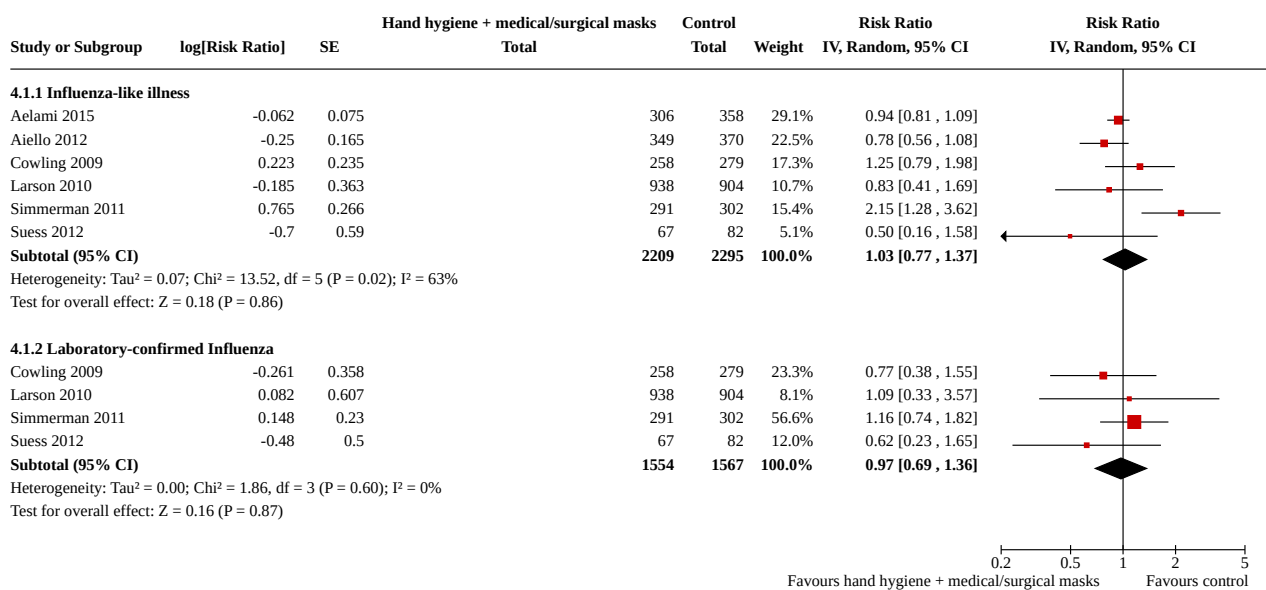 Hand hygiene + medical/surgical masks Control Risk Ratio Risk Ratio
Study or Subgroup log[Risk Ratio] SE Total Total Weight IV, Random, 95% CI IV, Random, 95% CI
4.1.1 Influenza-like illness
Aelami 2015 -0.062 0.075 306 358 29.1% 0.94 [0.81 , 1.09]
Aiello 2012 -0.25 0.165 349 370 22.5% 0.78 [0.56 , 1.08]
Cowling 2009 0.223 0.235 258 279 17.3% 1.25 [0.79 , 1.98]
Larson 2010 -0.185 0.363 938 904 10.7% 0.83 [0.41 , 1.69]
Simmerman 2011 0.765 0.266 291 302 15.4% 2.15 [1.28 , 3.62]
Suess 2012 -0.7 0.59 67 82 5.1% 0.50 [0.16 , 1.58]
Subtotal (95% CI) 2209 2295 100.0% 1.03 [0.77 , 1.37]
Heterogeneity: Tau² = 0.07; Chi² = 13.52, df = 5 (P = 0.02); I² = 63%
Test for overall effect: Z = 0.18 (P = 0.86)
4.1.2 Laboratory-confirmed Influenza
Cowling 2009 -0.261 0.358 258 279 23.3% 0.77 [0.38 , 1.55]
Larson 2010 0.082 0.607 938 904 8.1% 1.09 [0.33 , 3.57]
Simmerman 2011 0.148 0.23 291 302 56.6% 1.16 [0.74 , 1.82]
Suess 2012 -0.48 0.5 67 82 12.0% 0.62 [0.23 , 1.65]
Subtotal (95% CI) 1554 1567 100.0% 0.97 [0.69 , 1.36]
Heterogeneity: Tau² = 0.00; Chi² = 1.86, df = 3 (P = 0.60); I² = 0%
Test for overall effect: Z = 0.16 (P = 0.87)
0.2 0.5 1 2 5
Favours hand hygiene + medical/surgical masks Favours control